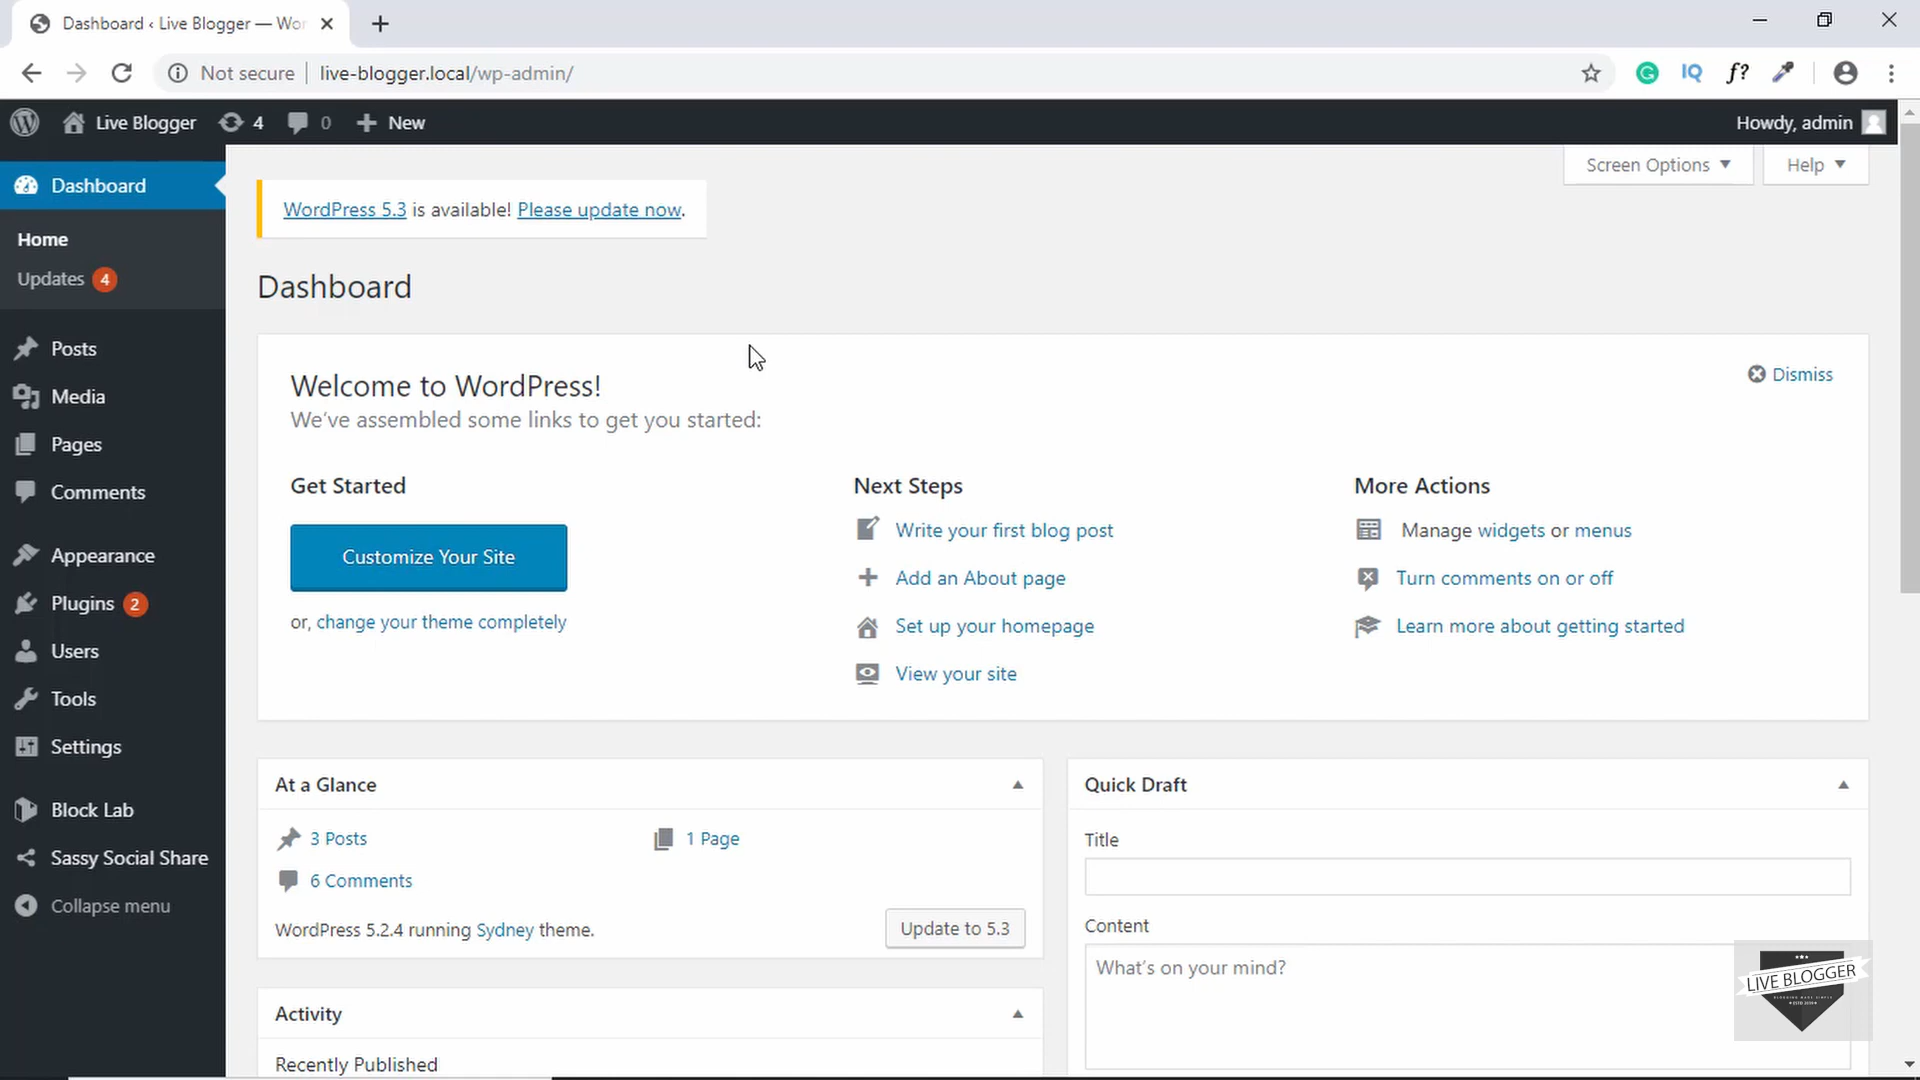 Dashboard ‹ Live Blogger — Wor
Not secure
live-blogger.local/wp-admin/
IQ
f?
Live Blogger
4
0
New
Howdy, admin
Screen Options
Help
Dashboard
Home
Updates 4
Posts
Media
Pages
Comments
Appearance
Plugins 2
Users
Tools
Settings
Block Lab
Sassy Social Share
Collapse menu
WordPress 5.3 is available! Please update now.
Dashboard
Welcome to WordPress!
We've assembled some links to get you started:
Dismiss
Get Started
Customize Your Site
or, change your theme completely
Next Steps
Write your first blog post
Add an About page
Set up your homepage
View your site
More Actions
Manage widgets or menus
Turn comments on or off
Learn more about getting started
At a Glance
3 Posts
1 Page
6 Comments
WordPress 5.2.4 running Sydney theme.
Update to 5.3
Activity
Recently Published
Quick Draft
Title
Content
What's on your mind?
LIVE BLOGGER